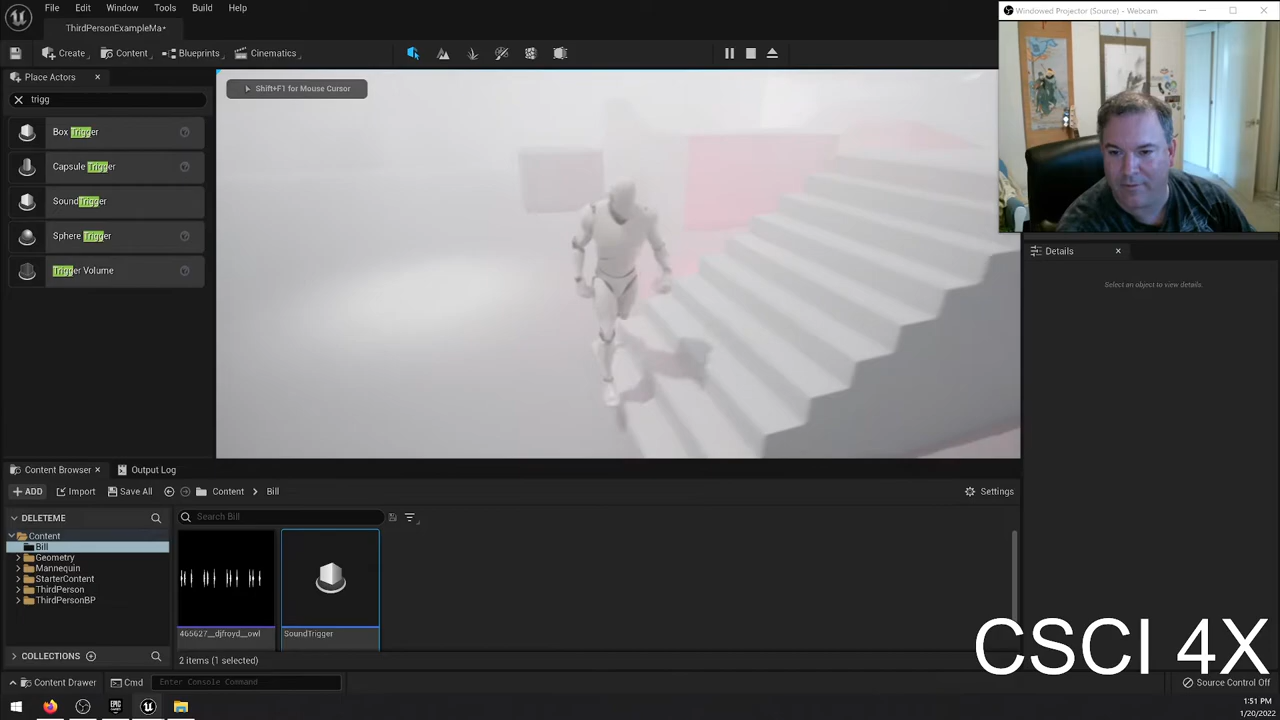 File Edit Window Tools Build Help
Windowed Projector (Source) - Webcam
ThirdPersonExampleMa*
Create Content Blueprints Cinematics
Place Actors
trigg
Shift+F1 for Mouse Cursor
Box Trigger
Capsule Trigger
SoundTrigger
Sphere Trigger
Trigger Volume
Details
Select an object to view details.
Content Browser Output Log
ADD Import Save All Content Bill Settings
DELETEME
Search Bill
Content
Bill
Geometry
Mannequin
StarterContent
ThirdPerson
ThirdPersonBP
465627__djfroyd__owl
SoundTrigger
COLLECTIONS
2 items (1 selected)
CSCI 4X
Content Drawer Cmd Enter Console Command Source Control Off
1:51 PM
1/20/2022